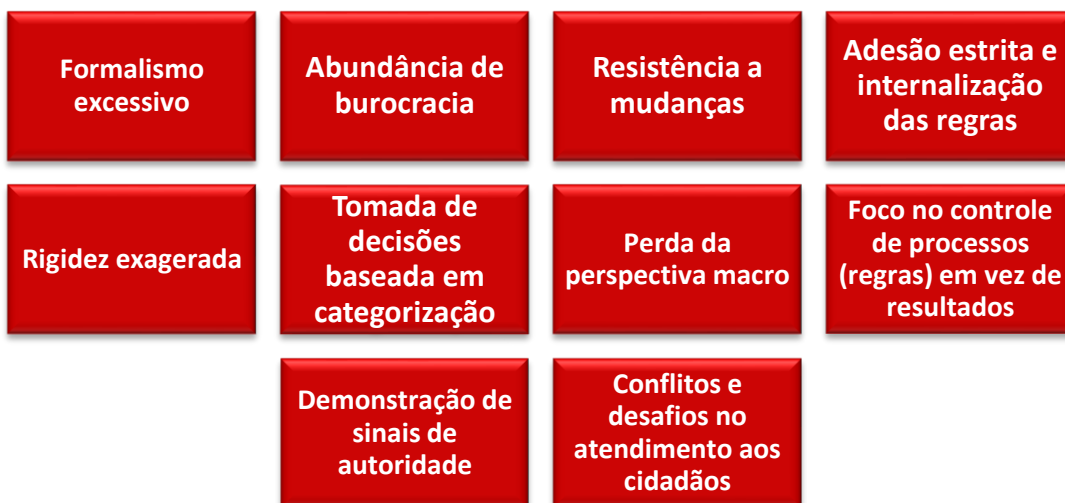 Formalismo
excessivo
Abundância de
burocracia
Resistência a
mudanças
Adesão estrita e
internalização
das regras
Rigidez exagerada
Tomada de
decisões
baseada em
categorização
Perda da
perspectiva macro
Foco no controle
de processos
(regras) em vez de
resultados
Demonstração de
sinais de
autoridade
Conflitos e
desafios no
atendimento aos
cidadãos